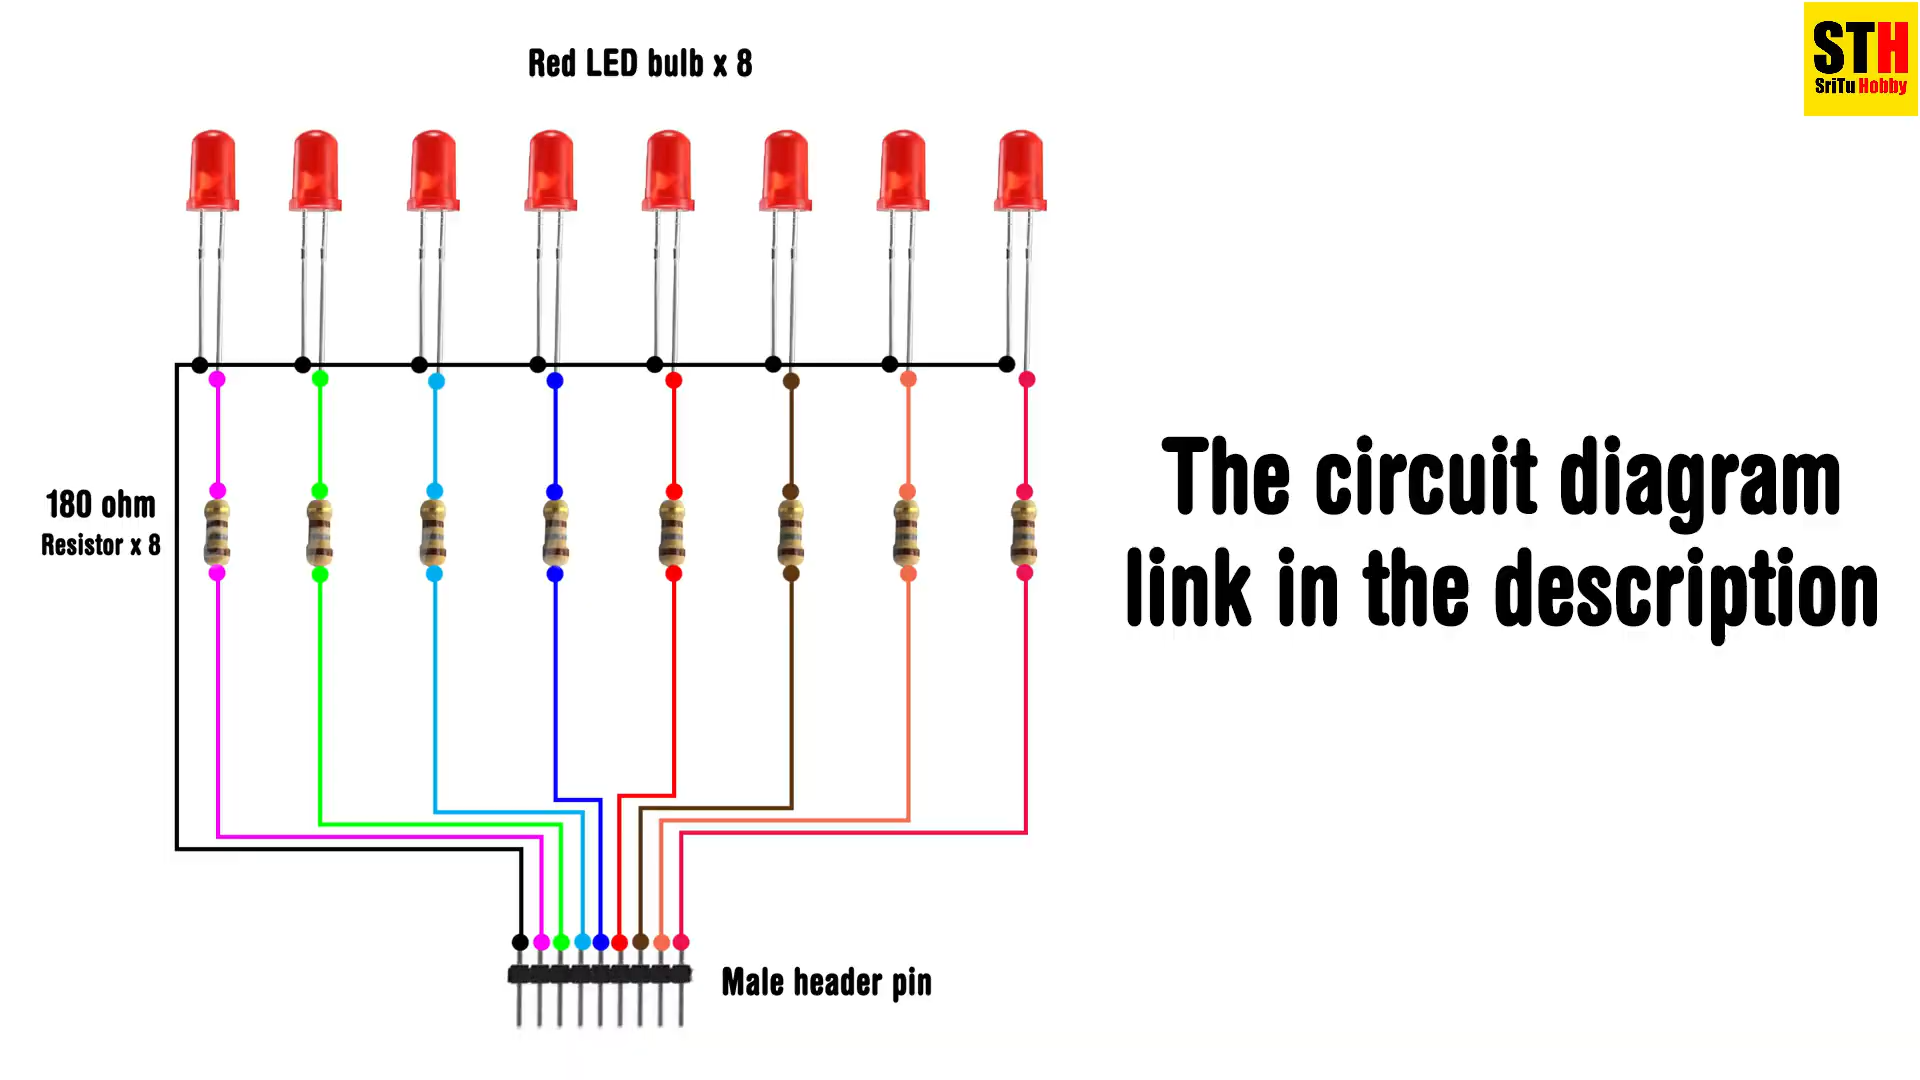 Red LED bulb x 8
STH
SriTu Hobby
180 ohm
Resistor x 8
The circuit diagram
link in the description
Male header pin